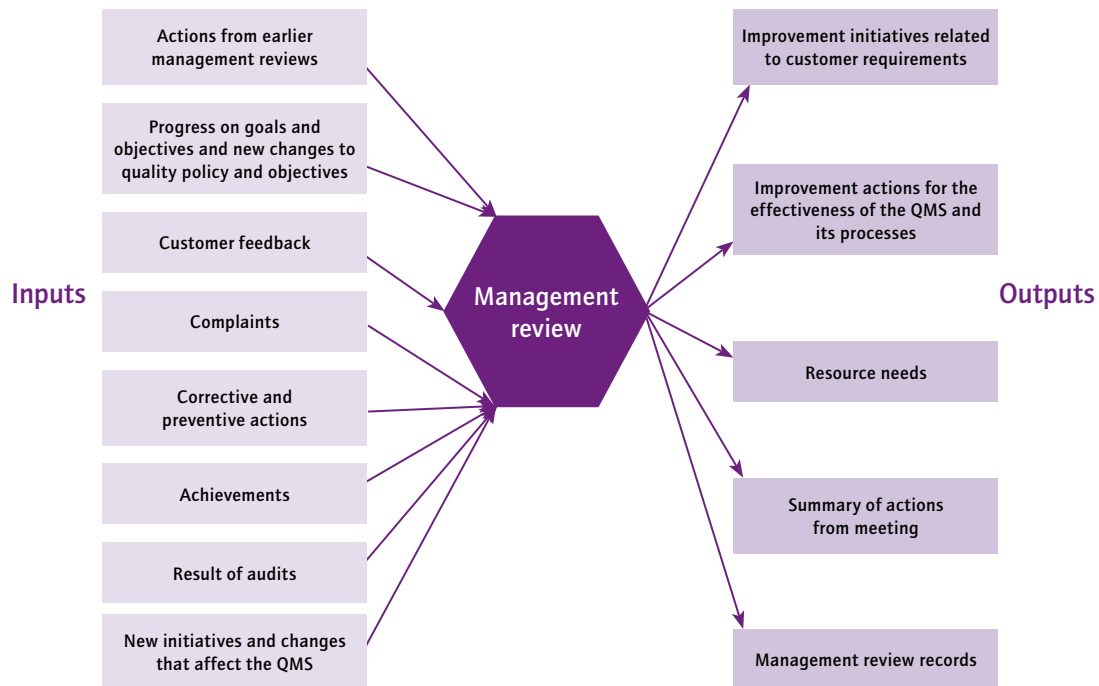 Inputs
Actions from earlier
management reviews
Progress on goals and
objectives and new changes to
quality policy and objectives
Customer feedback
Complaints
Corrective and
preventive actions
Achievements
Result of audits
New initiatives and changes
that affect the QMS
Management
review
Outputs
Improvement initiatives related
to customer requirements
Improvement actions for the
effectiveness of the QMS and
its processes
Resource needs
Summary of actions
from meeting
Management review records